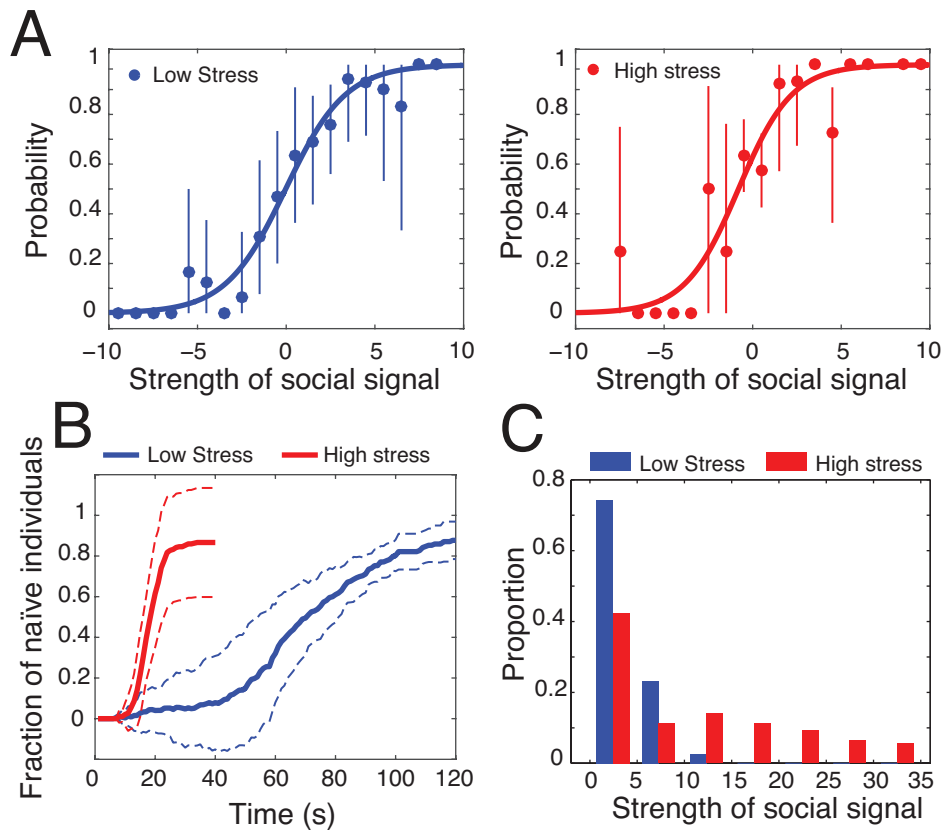 A
Low Stress
Probability
1
0.8
0.6
0.4
0.2
0
−10
−5
0
5
10
Strength of social signal
High stress
Probability
1
0.8
0.6
0.4
0.2
0
−10
−5
0
5
10
Strength of social signal
B
Low Stress
High stress
Fraction of naïve individuals
1
0.8
0.6
0.4
0.2
0
0
20
40
60
80
100
120
Time (s)
C
Low Stress
High stress
Proportion
0.8
0.6
0.4
0.2
0
0
5
10
15
20
25
30
35
Strength of social signal